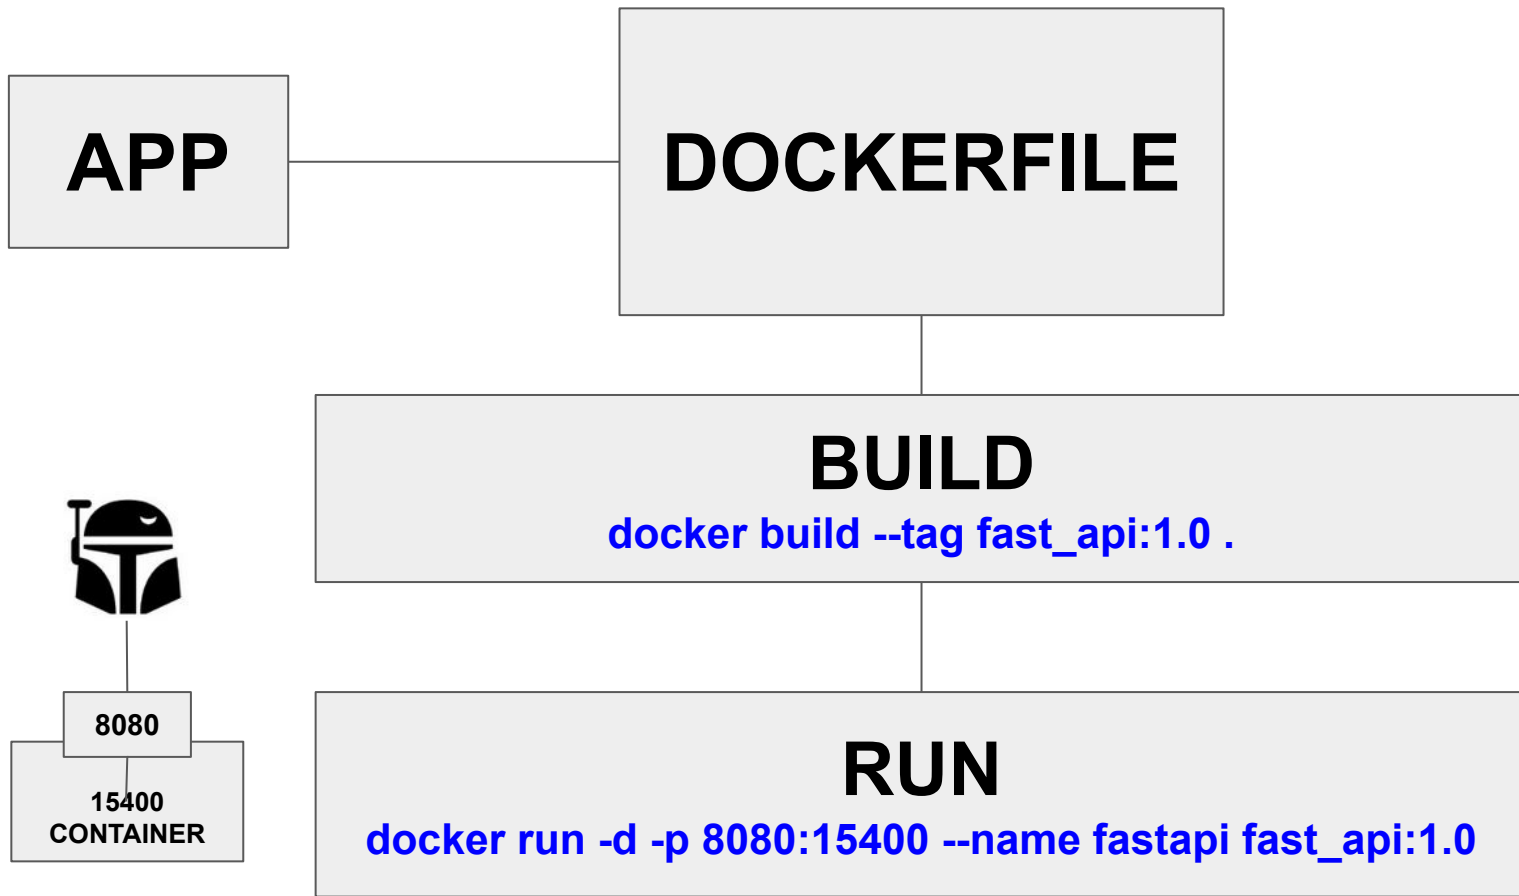 APP
DOCKERFILE
BUILD
docker build --tag fast_api:1.0 .
8080
15400
CONTAINER
RUN
docker run -d -p 8080:15400 --name fastapi fast_api:1.0